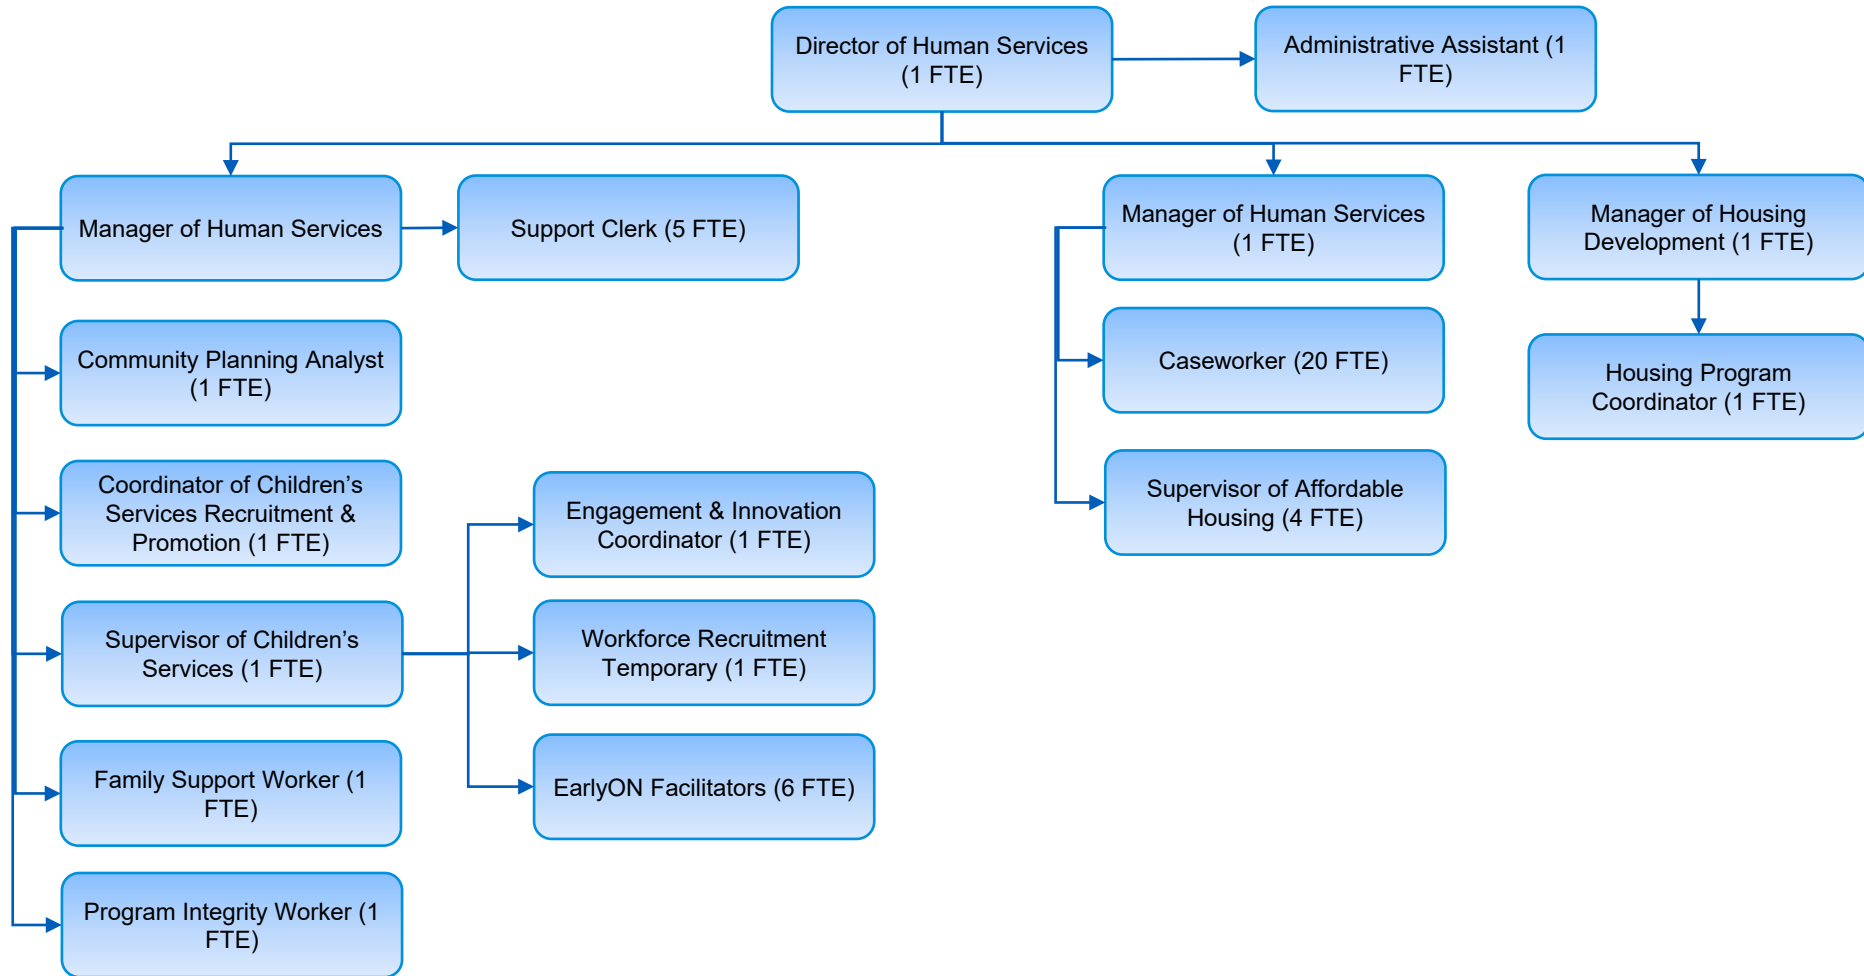 Director of Human Services
(1 FTE)
Administrative Assistant (1
FTE)
Manager of Human Services
Support Clerk (5 FTE)
Manager of Human Services
(1 FTE)
Manager of Housing
Development (1 FTE)
Community Planning Analyst
(1 FTE)
Caseworker (20 FTE)
Housing Program
Coordinator (1 FTE)
Coordinator of Children’s
Services Recruitment &
Promotion (1 FTE)
Engagement & Innovation
Coordinator (1 FTE)
Supervisor of Affordable
Housing (4 FTE)
Supervisor of Children’s
Services (1 FTE)
Workforce Recruitment
Temporary (1 FTE)
Family Support Worker (1
FTE)
EarlyON Facilitators (6 FTE)
Program Integrity Worker (1
FTE)